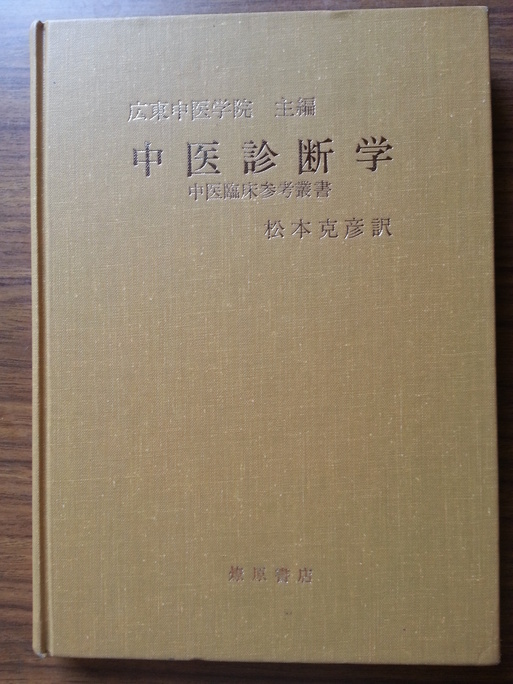 広東中医学院　主編
中医診断学
中医臨床参考叢書
松本克彦訳
燎原書店